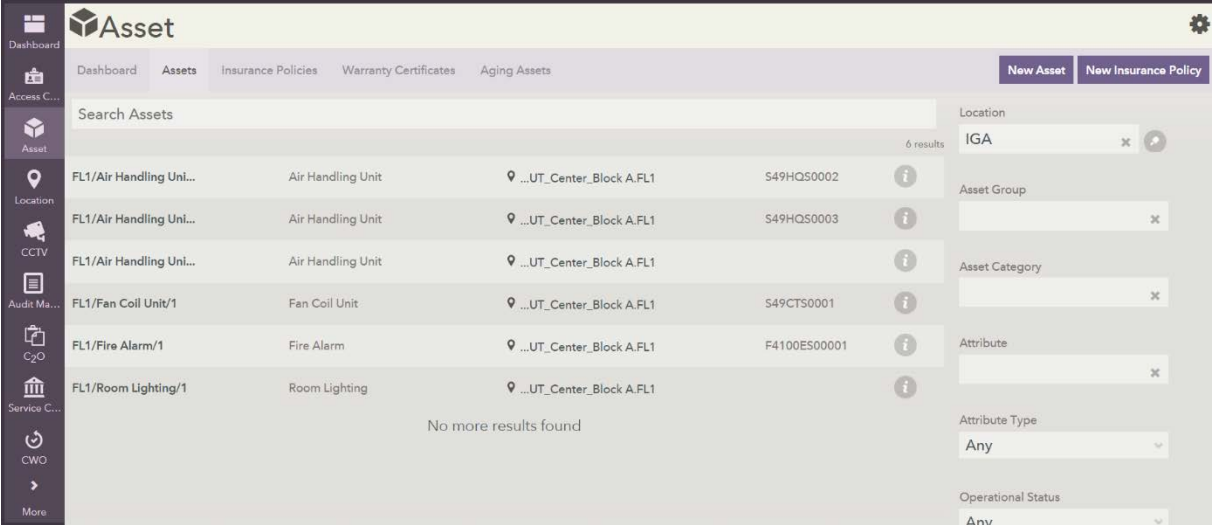 Asset
Dashboard
Access C...
Asset
Location
CCTV
Audit Ma...
C2O
Service C...
CWO
More
Dashboard Assets Insurance Policies Warranty Certificates Aging Assets New Asset New Insurance Policy
Search Assets
6 results
FL1/Air Handling Uni... Air Handling Unit ...UT_Center_Block A.FL1 S49HQS0002
FL1/Air Handling Uni... Air Handling Unit ...UT_Center_Block A.FL1 S49HQS0003
FL1/Air Handling Uni... Air Handling Unit ...UT_Center_Block A.FL1
FL1/Fan Coil Unit/1 Fan Coil Unit ...UT_Center_Block A.FL1 S49CTS0001
FL1/Fire Alarm/1 Fire Alarm ...UT_Center_Block A.FL1 F4100ES00001
FL1/Room Lighting/1 Room Lighting ...UT_Center_Block A.FL1
No more results found
Location
IGA
Asset Group
Asset Category
Attribute
Attribute Type
Any
Operational Status
Any